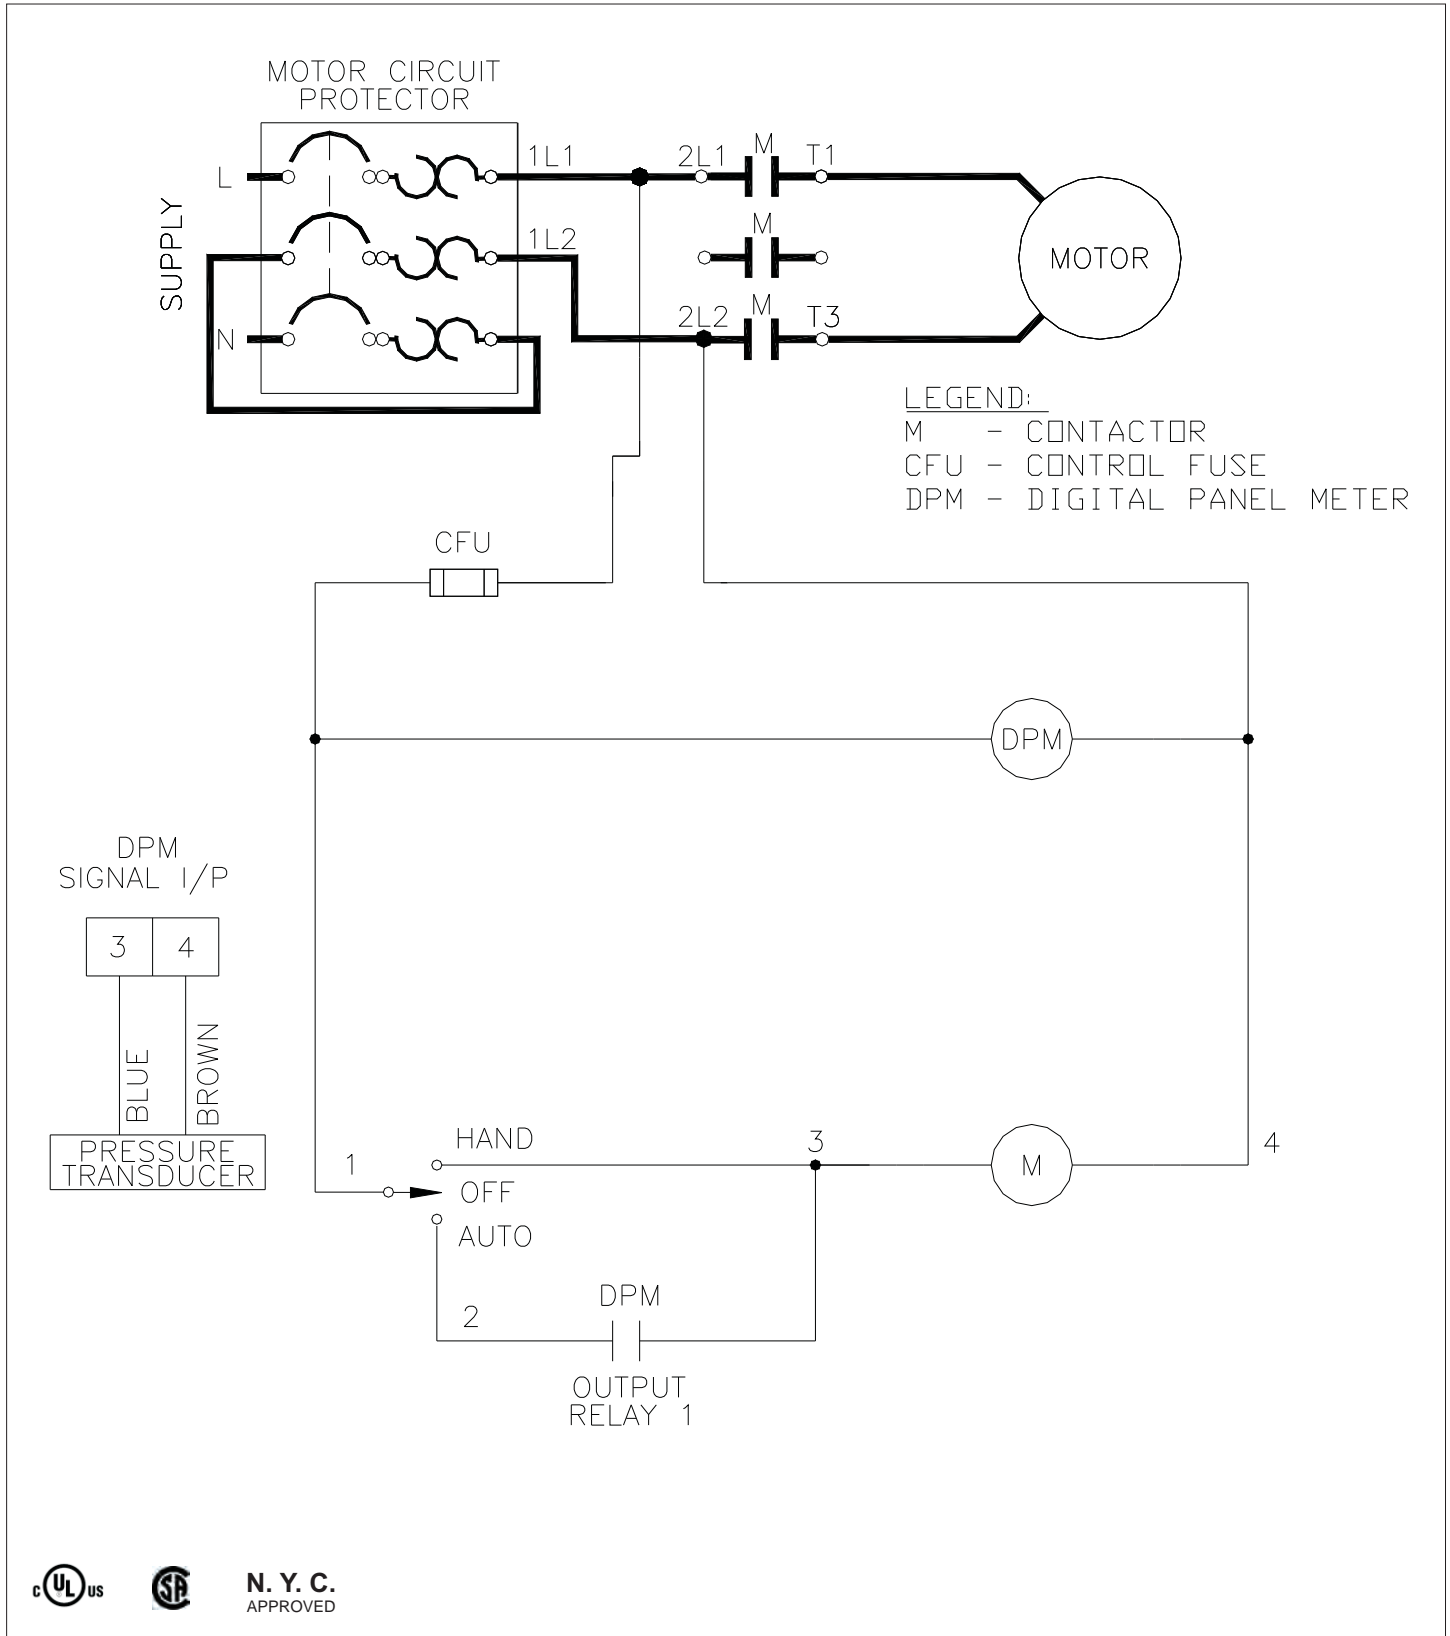 MOTOR CIRCUIT
PROTECTOR
SUPPLY
L
N
1L1
1L2
2L1
M
T1
M
2L2
M
T3
MOTOR
LEGEND:
M - CONTACTOR
CFU - CONTROL FUSE
DPM - DIGITAL PANEL METER
CFU
DPM
DPM
SIGNAL I/P
3 4
BLUE
BROWN
PRESSURE
TRANSDUCER
1
HAND
OFF
AUTO
3
M
4
2
DPM
OUTPUT
RELAY 1
c UL US
SA
N. Y. C.
APPROVED